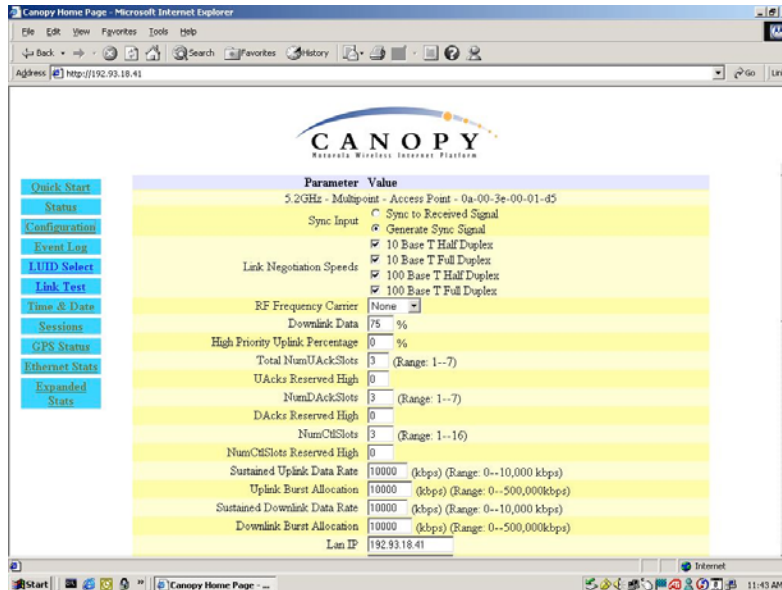 Canopy Home Page - Microsoft Internet Explorer
File Edit View Favorites Tools Help
Back Search Favorites History
Address http://192.93.18.41 Go
CANOPY
Motorola Wireless Internet Platform
Quick Start
Status
Configuration
Event Log
LUID Select
Link Test
Time & Date
Sessions
GPS Status
Ethernet Stats
Expanded
Stats
Parameter Value
5.2GHz - Multipoint - Access Point - 0a-00-3e-00-01-d5
Sync Input Sync to Received Signal
Generate Sync Signal
Link Negotiation Speeds 10 Base T Half Duplex
10 Base T Full Duplex
100 Base T Half Duplex
100 Base T Full Duplex
RF Frequency Carrier None
Downlink Data 75 %
High Priority Uplink Percentage 0 %
Total NumUAckSlots 3 (Range: 1--7)
UAcks Reserved High 0
NumDAckSlots 3 (Range: 1--7)
DAcks Reserved High 0
NumCtlSlots 3 (Range: 1--16)
NumCtlSlots Reserved High 0
Sustained Uplink Data Rate 10000 (kbps) (Range: 0--10,000 kbps)
Uplink Burst Allocation 10000 (kbps) (Range: 0--500,000kbps)
Sustained Downlink Data Rate 10000 (kbps) (Range: 0--10,000 kbps)
Downlink Burst Allocation 10000 (kbps) (Range: 0--500,000kbps)
Lan IP 192.93.18.41
Internet
Start Canopy Home Page - ... 11:43 AM